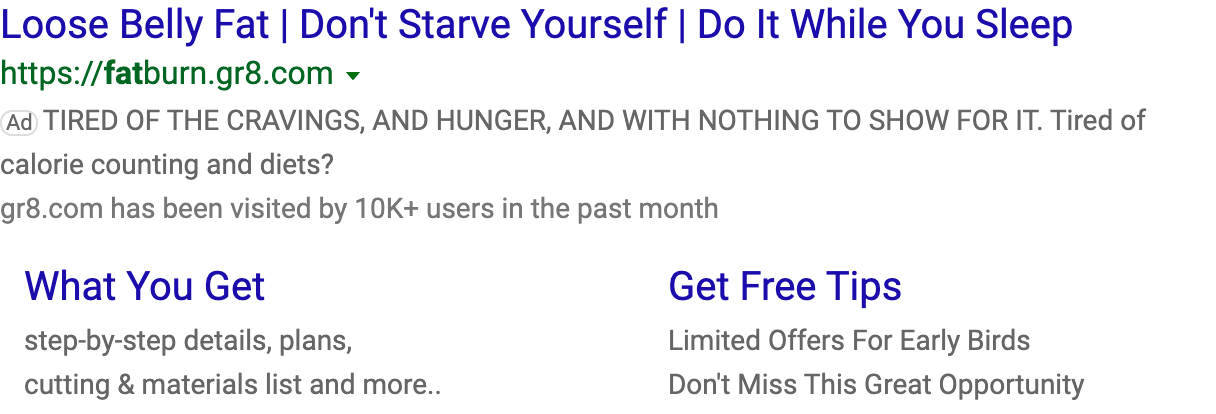 Loose Belly Fat | Don't Starve Yourself | Do It While You Sleep
https://fatburn.gr8.com
Ad TIRED OF THE CRAVINGS, AND HUNGER, AND WITH NOTHING TO SHOW FOR IT. Tired of
calorie counting and diets?
gr8.com has been visited by 10K+ users in the past month
What You Get
step-by-step details, plans,
cutting & materials list and more..
Get Free Tips
Limited Offers For Early Birds
Don't Miss This Great Opportunity